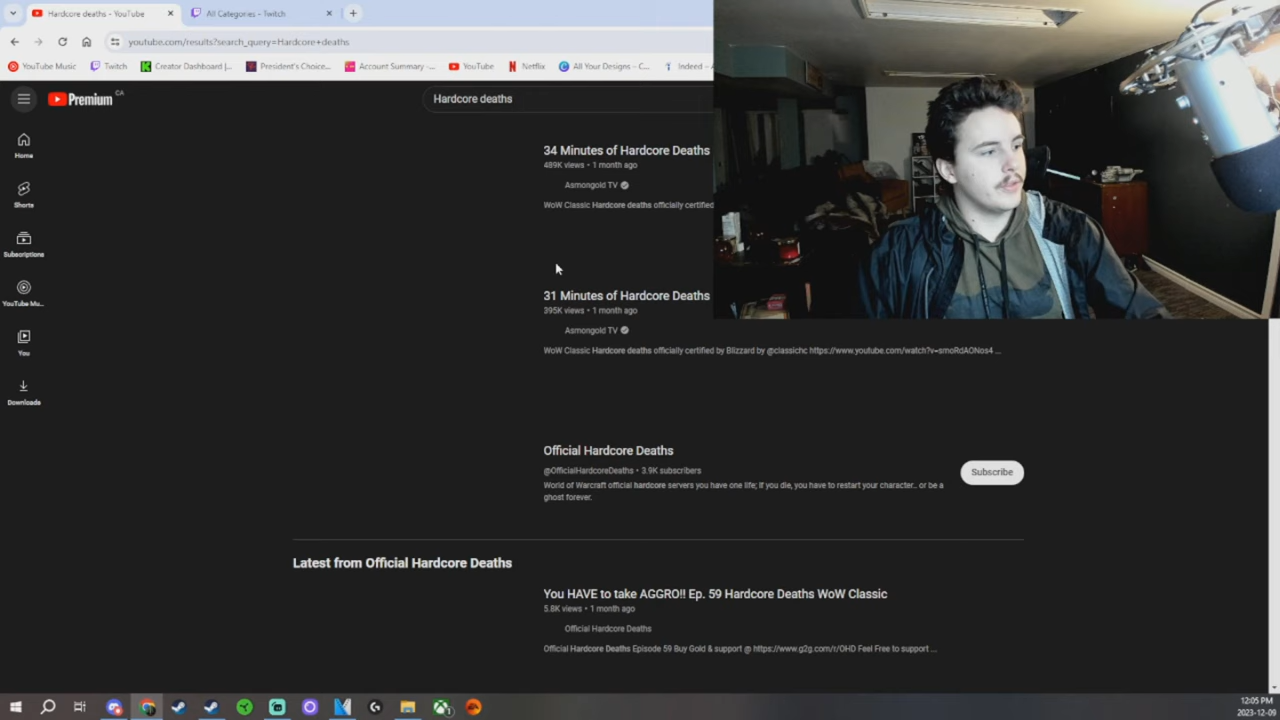 Hardcore deaths - YouTube
All Categories - Twitch
youtube.com/results?search_query=Hardcore+deaths
YouTube Music
Twitch
Creator Dashboard |...
President's Choice...
Account Summary -...
YouTube
Netflix
All Your Designs – C...
Indeed –
Premium CA
Hardcore deaths
Home
Shorts
Subscriptions
YouTube Mu...
You
Downloads
34 Minutes of Hardcore Deaths
489K views • 1 month ago
Asmongold TV
WoW Classic Hardcore deaths officially certified
31 Minutes of Hardcore Deaths
395K views • 1 month ago
Asmongold TV
WoW Classic Hardcore deaths officially certified by Blizzard by @classichc https://www.youtube.com/watch?v=smoRdAONos4 ...
Official Hardcore Deaths
@OfficialHardcoreDeaths • 3.9K subscribers
World of Warcraft official hardcore servers you have one life; If you die, you have to restart your character.. or be a
ghost forever.
Subscribe
Latest from Official Hardcore Deaths
You HAVE to take AGGRO!! Ep. 59 Hardcore Deaths WoW Classic
5.8K views • 1 month ago
Official Hardcore Deaths
Official Hardcore Deaths Episode 59 Buy Gold & support @ https://www.g2g.com/r/OHD Feel Free to support ...
12:05 PM
2023-12-09